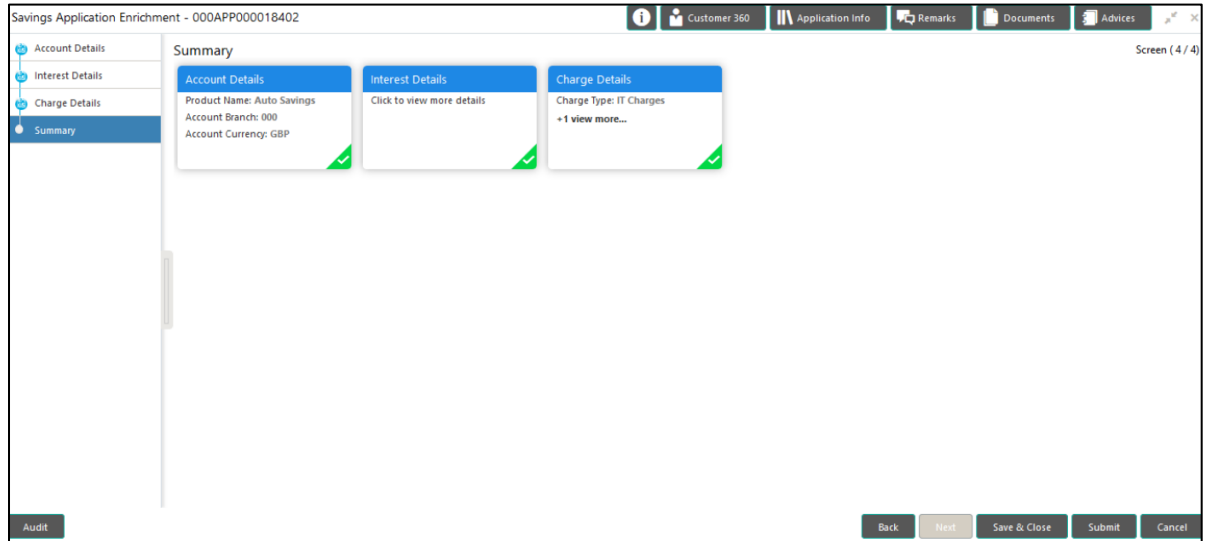 Savings Application Enrichment - 000APP000018402
i
Customer 360
Application Info
Remarks
Documents
Advices
Account Details
Interest Details
Charge Details
Summary
Summary
Screen ( 4 / 4)
Account Details
Product Name: Auto Savings
Account Branch: 000
Account Currency: GBP
Interest Details
Click to view more details
Charge Details
Charge Type: IT Charges
+1 view more...
Audit
Back
Next
Save & Close
Submit
Cancel